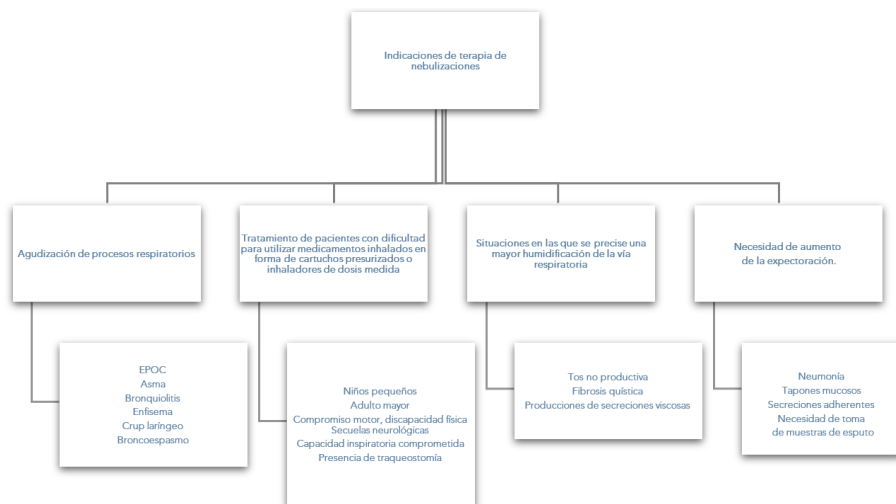 Indicaciones de terapia de
nebulizaciones
Agudización de procesos respiratorios
Tratamiento de pacientes con dificultad
para utilizar medicamentos inhalados en
forma de cartuchos presurizados o
inhaladores de dosis medida
Situaciones en las que se precise una
mayor humidificación de la vía
respiratoria
Necesidad de aumento
de la expectoración.
EPOC
Asma
Bronquiolitis
Enfisema
Crup laríngeo
Broncoespasmo
Niños pequeños
Adulto mayor
Compromiso motor, discapacidad física
Secuelas neurológicas
Capacidad inspiratoria comprometida
Presencia de traqueostomía
Tos no productiva
Fibrosis quística
Producciones de secreciones viscosas
Neumonía
Tapones mucosos
Secreciones adherentes
Necesidad de toma
de muestras de esputo